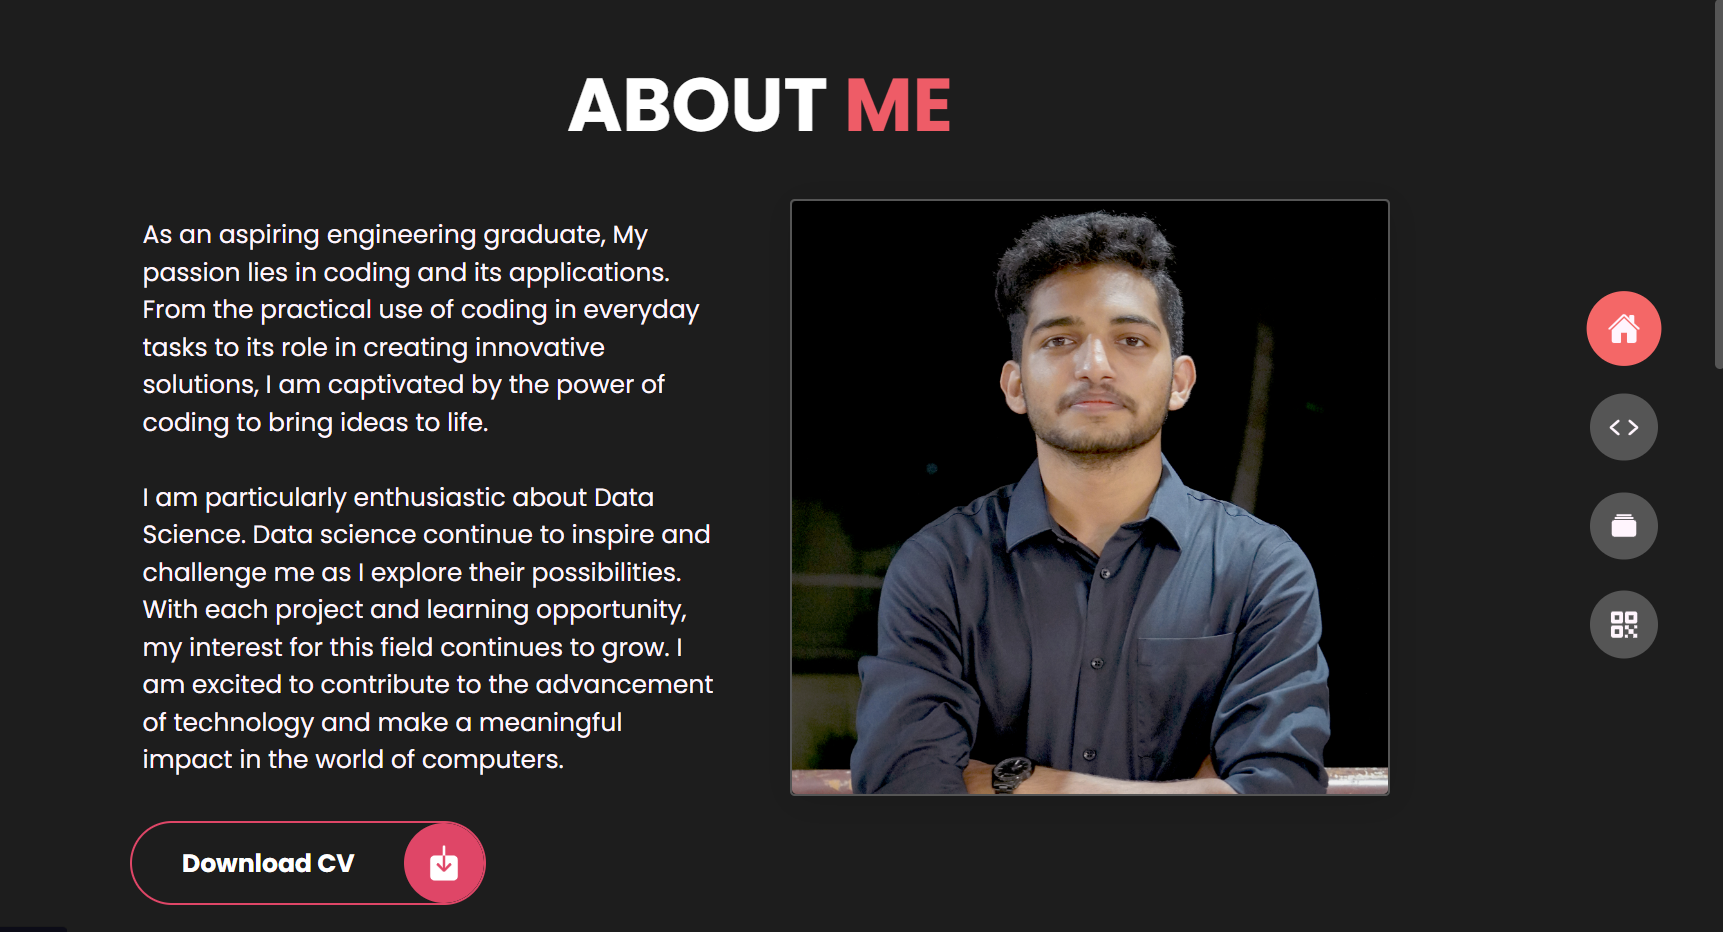 ABOUT ME
As an aspiring engineering graduate, My
passion lies in coding and its applications.
From the practical use of coding in everyday
tasks to its role in creating innovative
solutions, I am captivated by the power of
coding to bring ideas to life.
I am particularly enthusiastic about Data
Science. Data science continue to inspire and
challenge me as I explore their possibilities.
With each project and learning opportunity,
my interest for this field continues to grow. I
am excited to contribute to the advancement
of technology and make a meaningful
impact in the world of computers.
Download CV